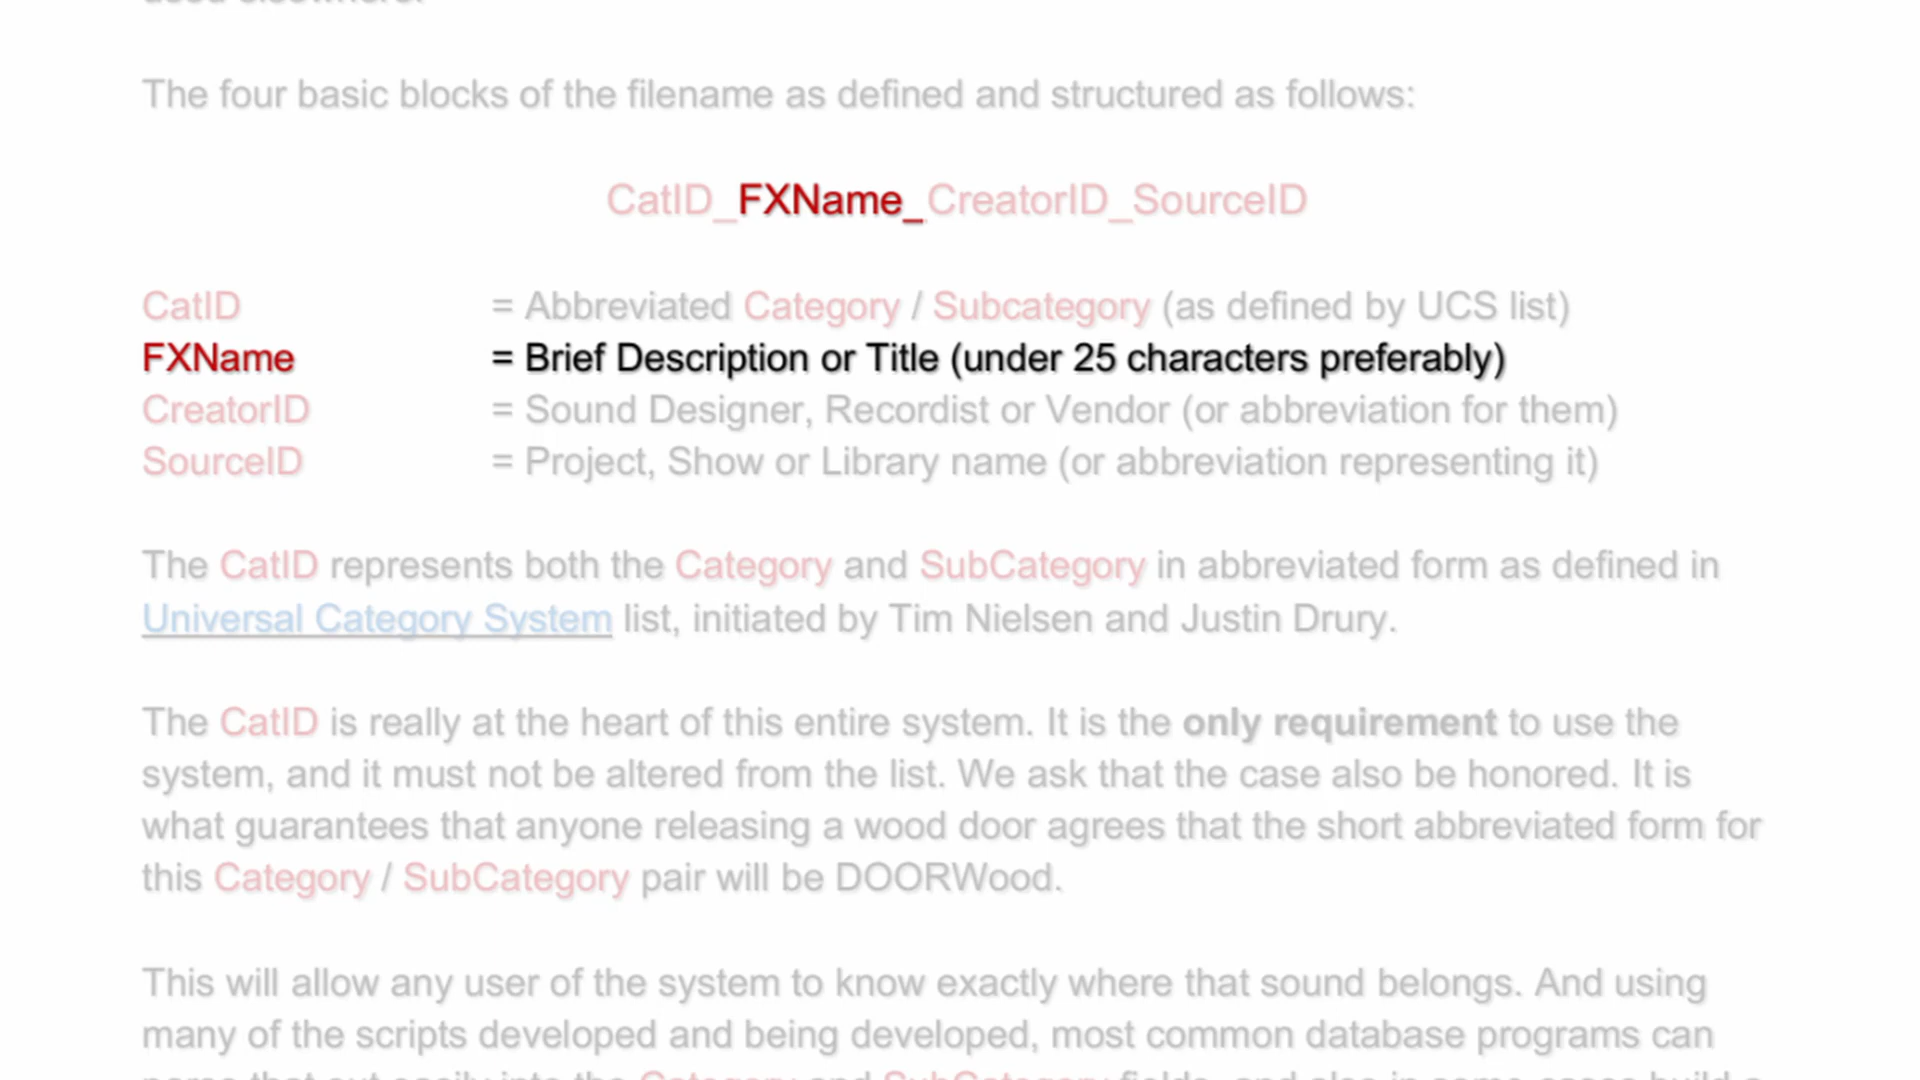 The four basic blocks of the filename as defined and structured as follows:
CatID_FXName_CreatorID_SourceID
CatID = Abbreviated Category / Subcategory (as defined by UCS list)
FXName = Brief Description or Title (under 25 characters preferably)
CreatorID = Sound Designer, Recordist or Vendor (or abbreviation for them)
SourceID = Project, Show or Library name (or abbreviation representing it)
The CatID represents both the Category and SubCategory in abbreviated form as defined in
Universal Category System list, initiated by Tim Nielsen and Justin Drury.
The CatID is really at the heart of this entire system. It is the only requirement to use the
system, and it must not be altered from the list. We ask that the case also be honored. It is
what guarantees that anyone releasing a wood door agrees that the short abbreviated form for
this Category / SubCategory pair will be DOORWood.
This will allow any user of the system to know exactly where that sound belongs. And using
many of the scripts developed and being developed, most common database programs can